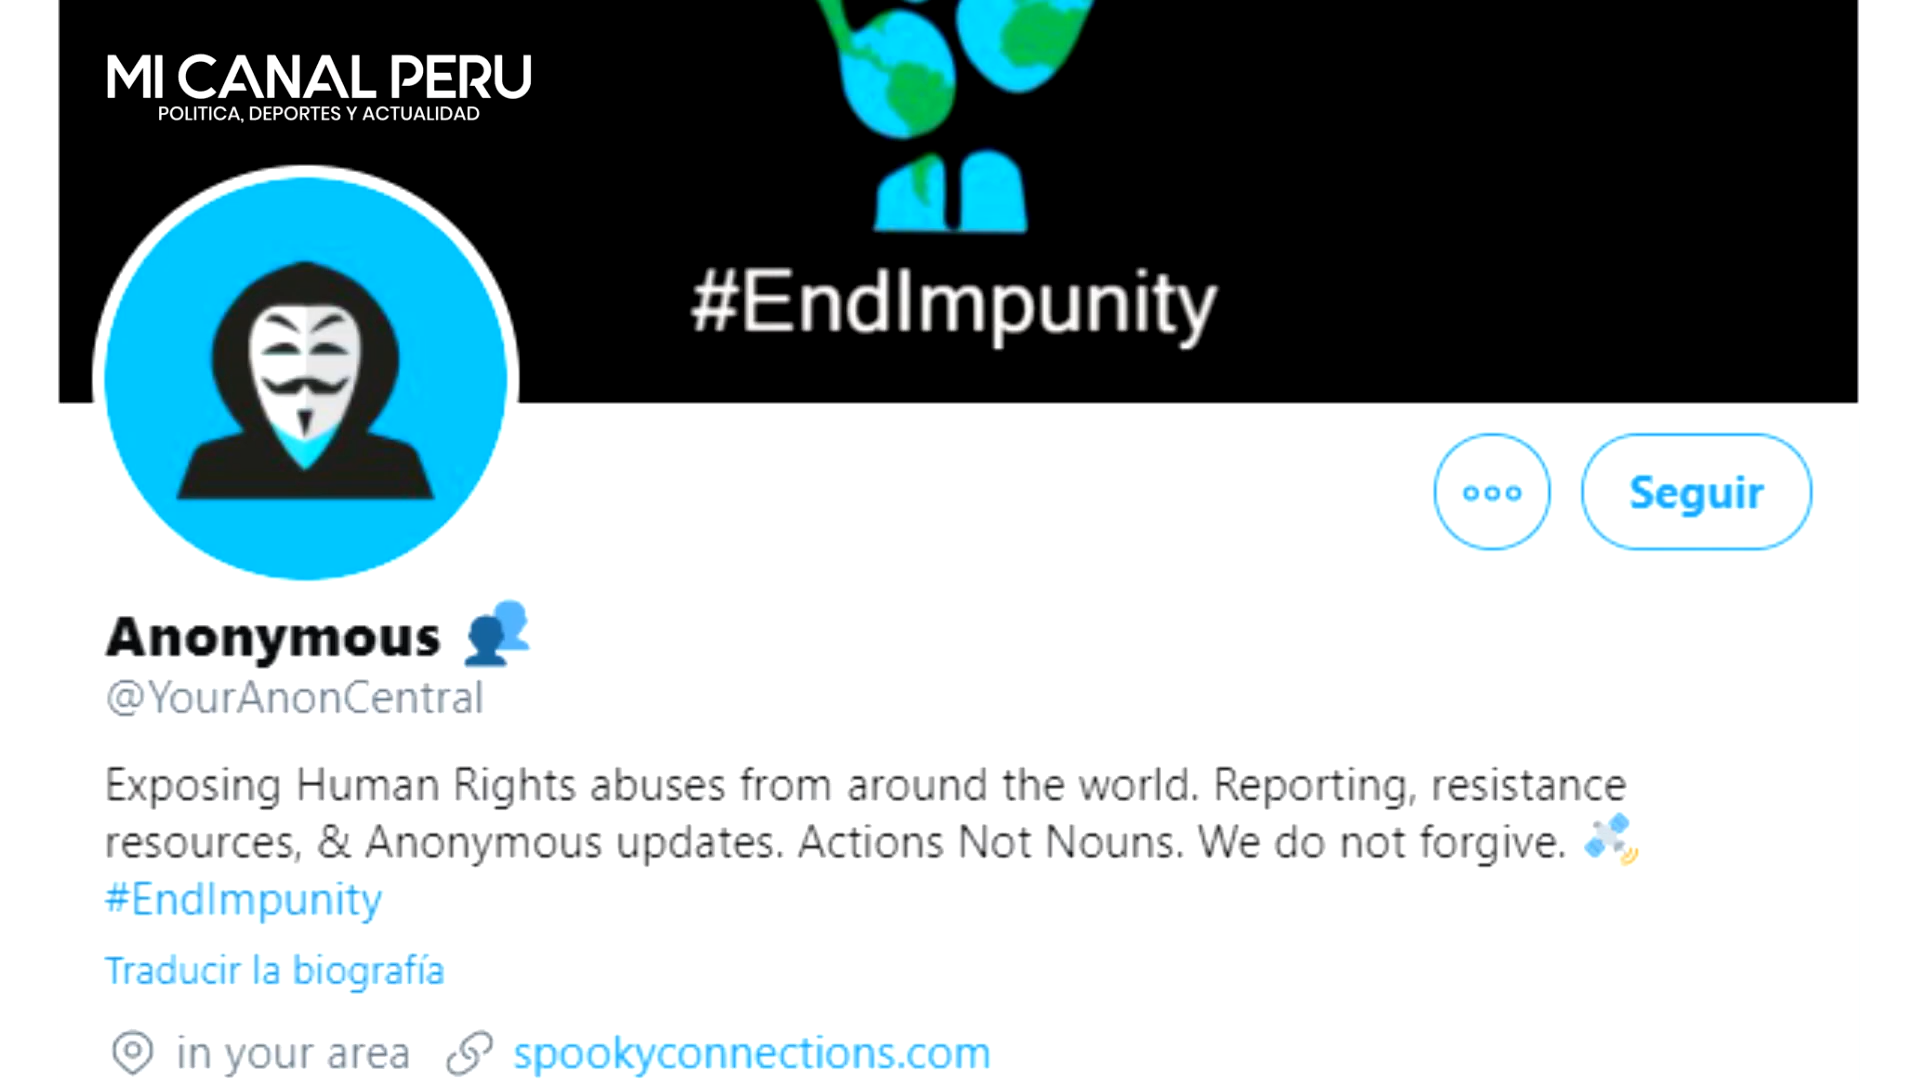 MI CANAL PERU
POLITICA, DEPORTES Y ACTUALIDAD
#EndImpunity
Seguir
Anonymous
@YourAnonCentral
Exposing Human Rights abuses from around the world. Reporting, resistance
resources, & Anonymous updates. Actions Not Nouns. We do not forgive.
#EndImpunity
Traducir la biografía
in your area spookyconnections.com